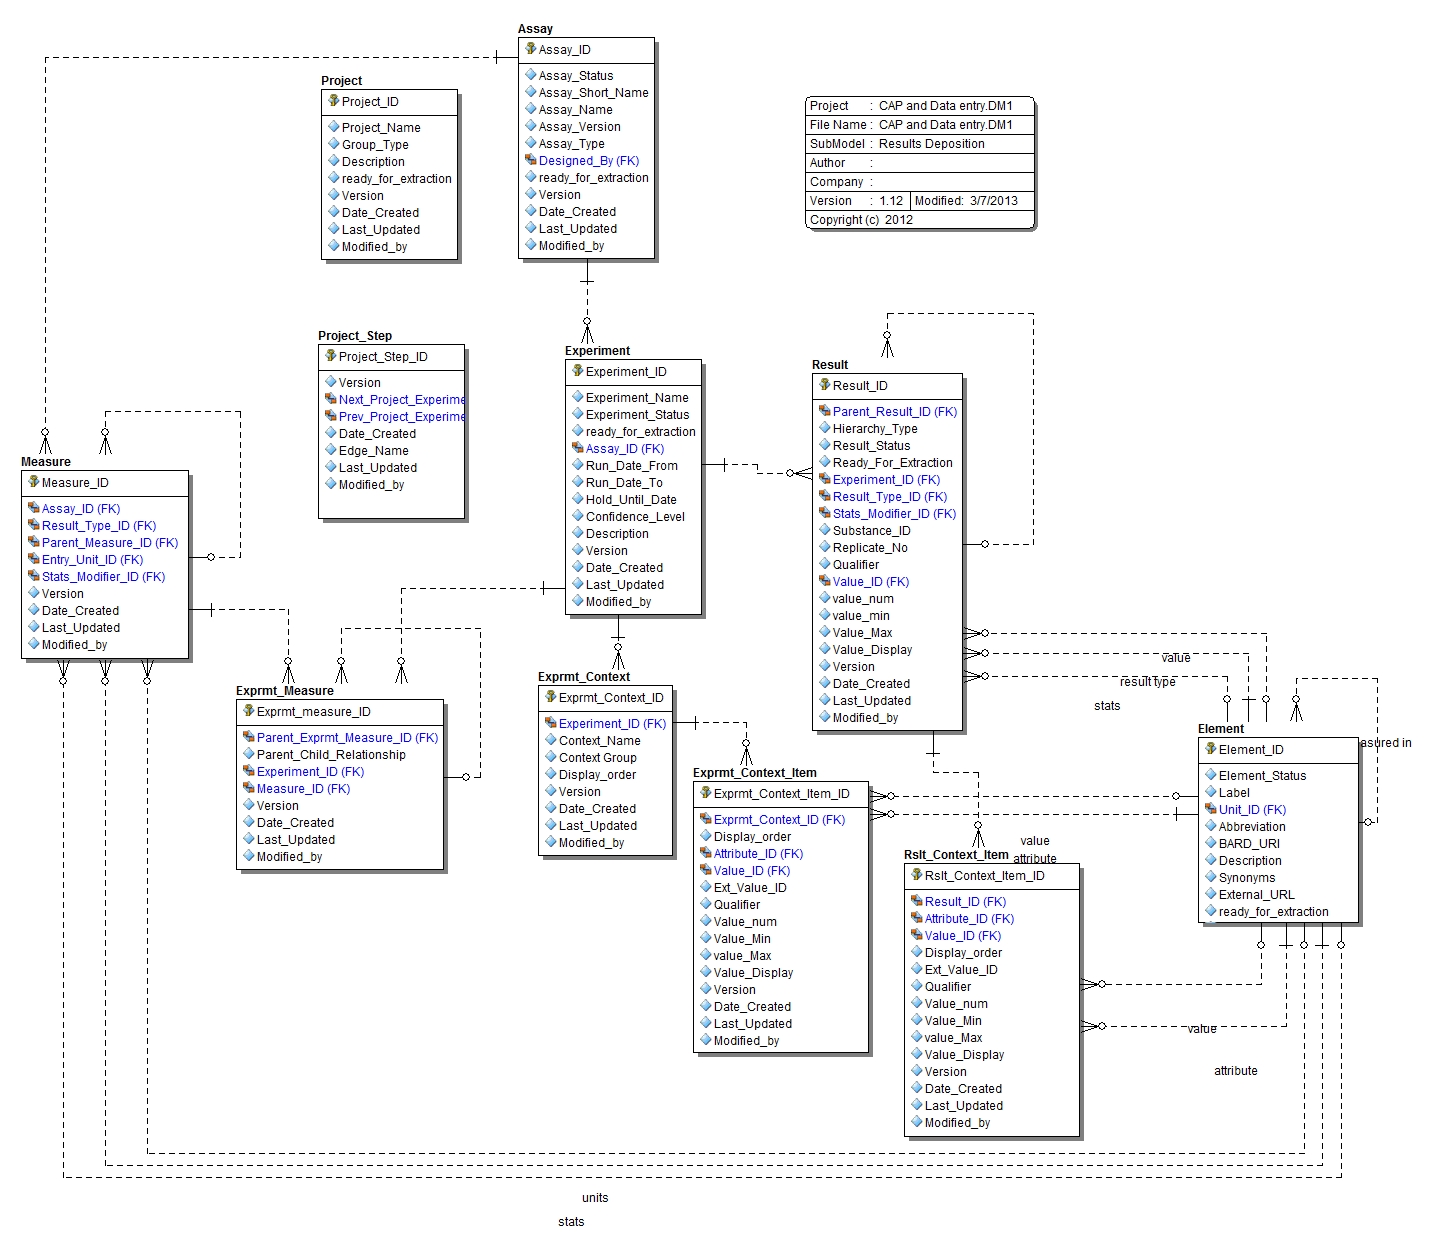 Assay
Assay_ID
Assay_Status
Assay_Short_Name
Assay_Name
Assay_Version
Assay_Type
Designed_By (FK)
ready_for_extraction
Version
Date_Created
Last_Updated
Modified_by
Project
Project_ID
Project_Name
Group_Type
Description
ready_for_extraction
Version
Date_Created
Last_Updated
Modified_by
Project : CAP and Data entry.DM1
File Name : CAP and Data entry.DM1
SubModel : Results Deposition
Author :
Company :
Version : 1.12 Modified: 3/7/2013
Copyright (c) 2012
Project_Step
Project_Step_ID
Version
Next_Project_Experime
Prev_Project_Experime
Date_Created
Edge_Name
Last_Updated
Modified_by
Experiment
Experiment_ID
Experiment_Name
Experiment_Status
ready_for_extraction
Assay_ID (FK)
Run_Date_From
Run_Date_To
Hold_Until_Date
Confidence_Level
Description
Version
Date_Created
Last_Updated
Modified_by
Result
Result_ID
Parent_Result_ID (FK)
Hierarchy_Type
Result_Status
Ready_For_Extraction
Experiment_ID (FK)
Result_Type_ID (FK)
Stats_Modifier_ID (FK)
Substance_ID
Replicate_No
Qualifier
Value_ID (FK)
value_num
value_min
Value_Max
Value_Display
Version
Date_Created
Last_Updated
Modified_by
Measure
Measure_ID
Assay_ID (FK)
Result_Type_ID (FK)
Parent_Measure_ID (FK)
Entry_Unit_ID (FK)
Stats_Modifier_ID (FK)
Version
Date_Created
Last_Updated
Modified_by
Exprmt_Measure
Exprmt_measure_ID
Parent_Exprmt_Measure_ID (FK)
Parent_Child_Relationship
Experiment_ID (FK)
Measure_ID (FK)
Version
Date_Created
Last_Updated
Modified_by
Exprmt_Context
Exprmt_Context_ID
Experiment_ID (FK)
Context_Name
Context Group
Display_order
Version
Date_Created
Last_Updated
Modified_by
value
result type
stats
Element
asured in
Element_ID
Element_Status
Label
Unit_ID (FK)
Abbreviation
BARD_URI
Description
Synonyms
External_URL
ready_for_extraction
Exprmt_Context_Item
Exprmt_Context_Item_ID
Exprmt_Context_ID (FK)
Display_order
Attribute_ID (FK)
Value_ID (FK)
Ext_Value_ID
Qualifier
Value_num
Value_Min
value_Max
Value_Display
Version
Date_Created
Last_Updated
Modified_by
value
attribute
Rslt_Context_Item
Rslt_Context_Item_ID
Result_ID (FK)
Attribute_ID (FK)
Value_ID (FK)
Display_order
Ext_Value_ID
Qualifier
Value_num
Value_Min
value_Max
Value_Display
Version
Date_Created
Last_Updated
Modified_by
value
attribute
units
stats